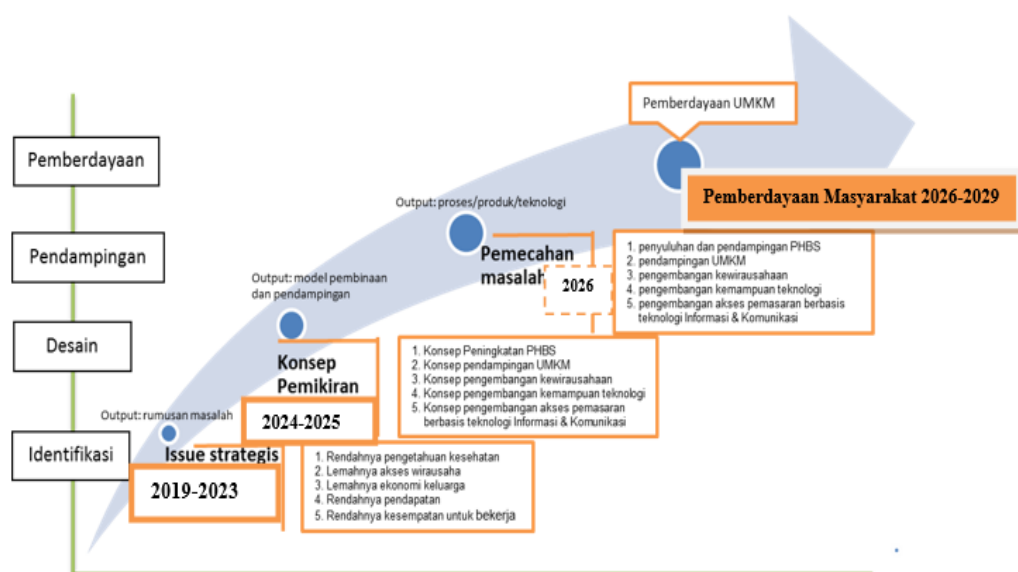 Pemberdayaan UMKM
Pemberdayaan
Pemberdayaan Masyarakat 2026-2029
Output: proses/produk/teknologi
Pendampingan
Pemecahan
masalah
2026
1. penyuluhan dan pendampingan PHBS
2. pendampingan UMKM
3. pengembangan kewirausahaan
4. pengembangan kemampuan teknologi
5. pengembangan akses pemasaran berbasis
teknologi Informasi & Komunikasi
Output: model pembinaan
dan pendampingan
Desain
Konsep
Pemikiran
2024-2025
1. Konsep Peningkatan PHBS
2. Konsep pendampingan UMKM
3. Konsep pengembangan kewirausahaan
4. Konsep pengembangan kemampuan teknologi
5. Konsep pengembangan akses pemasaran
berbasis teknologi Informasi & Komunikasi
Output: rumusan masalah
Identifikasi
Issue strategis
2019-2023
1. Rendahnya pengetahuan kesehatan
2. Lemahnya akses wirausaha
3. Lemahnya ekonomi keluarga
4. Rendahnya pendapatan
5. Rendahnya kesempatan untuk bekerja